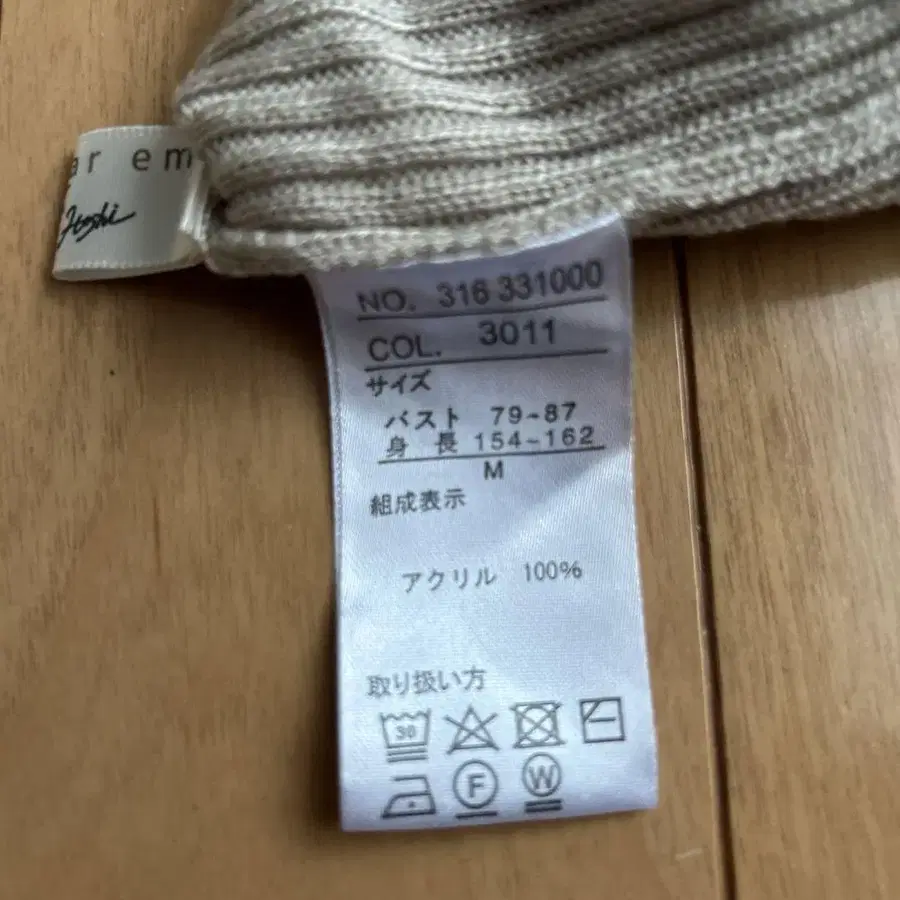 ar em
NO. 316 331000
COL. 3011
サイズ
バスト 79~87
身 長 154~162
M
組成表示
アクリル 100%
取り扱い方
30
F
W